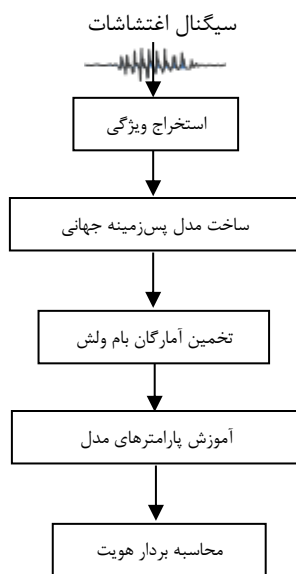 سیگنال اغتشاشات
استخراج ویژگی
ساخت مدل پس‌زمینه جهانی
تخمین آمارگان بام ولش
آموزش پارامترهای مدل
محاسبه بردار هویت